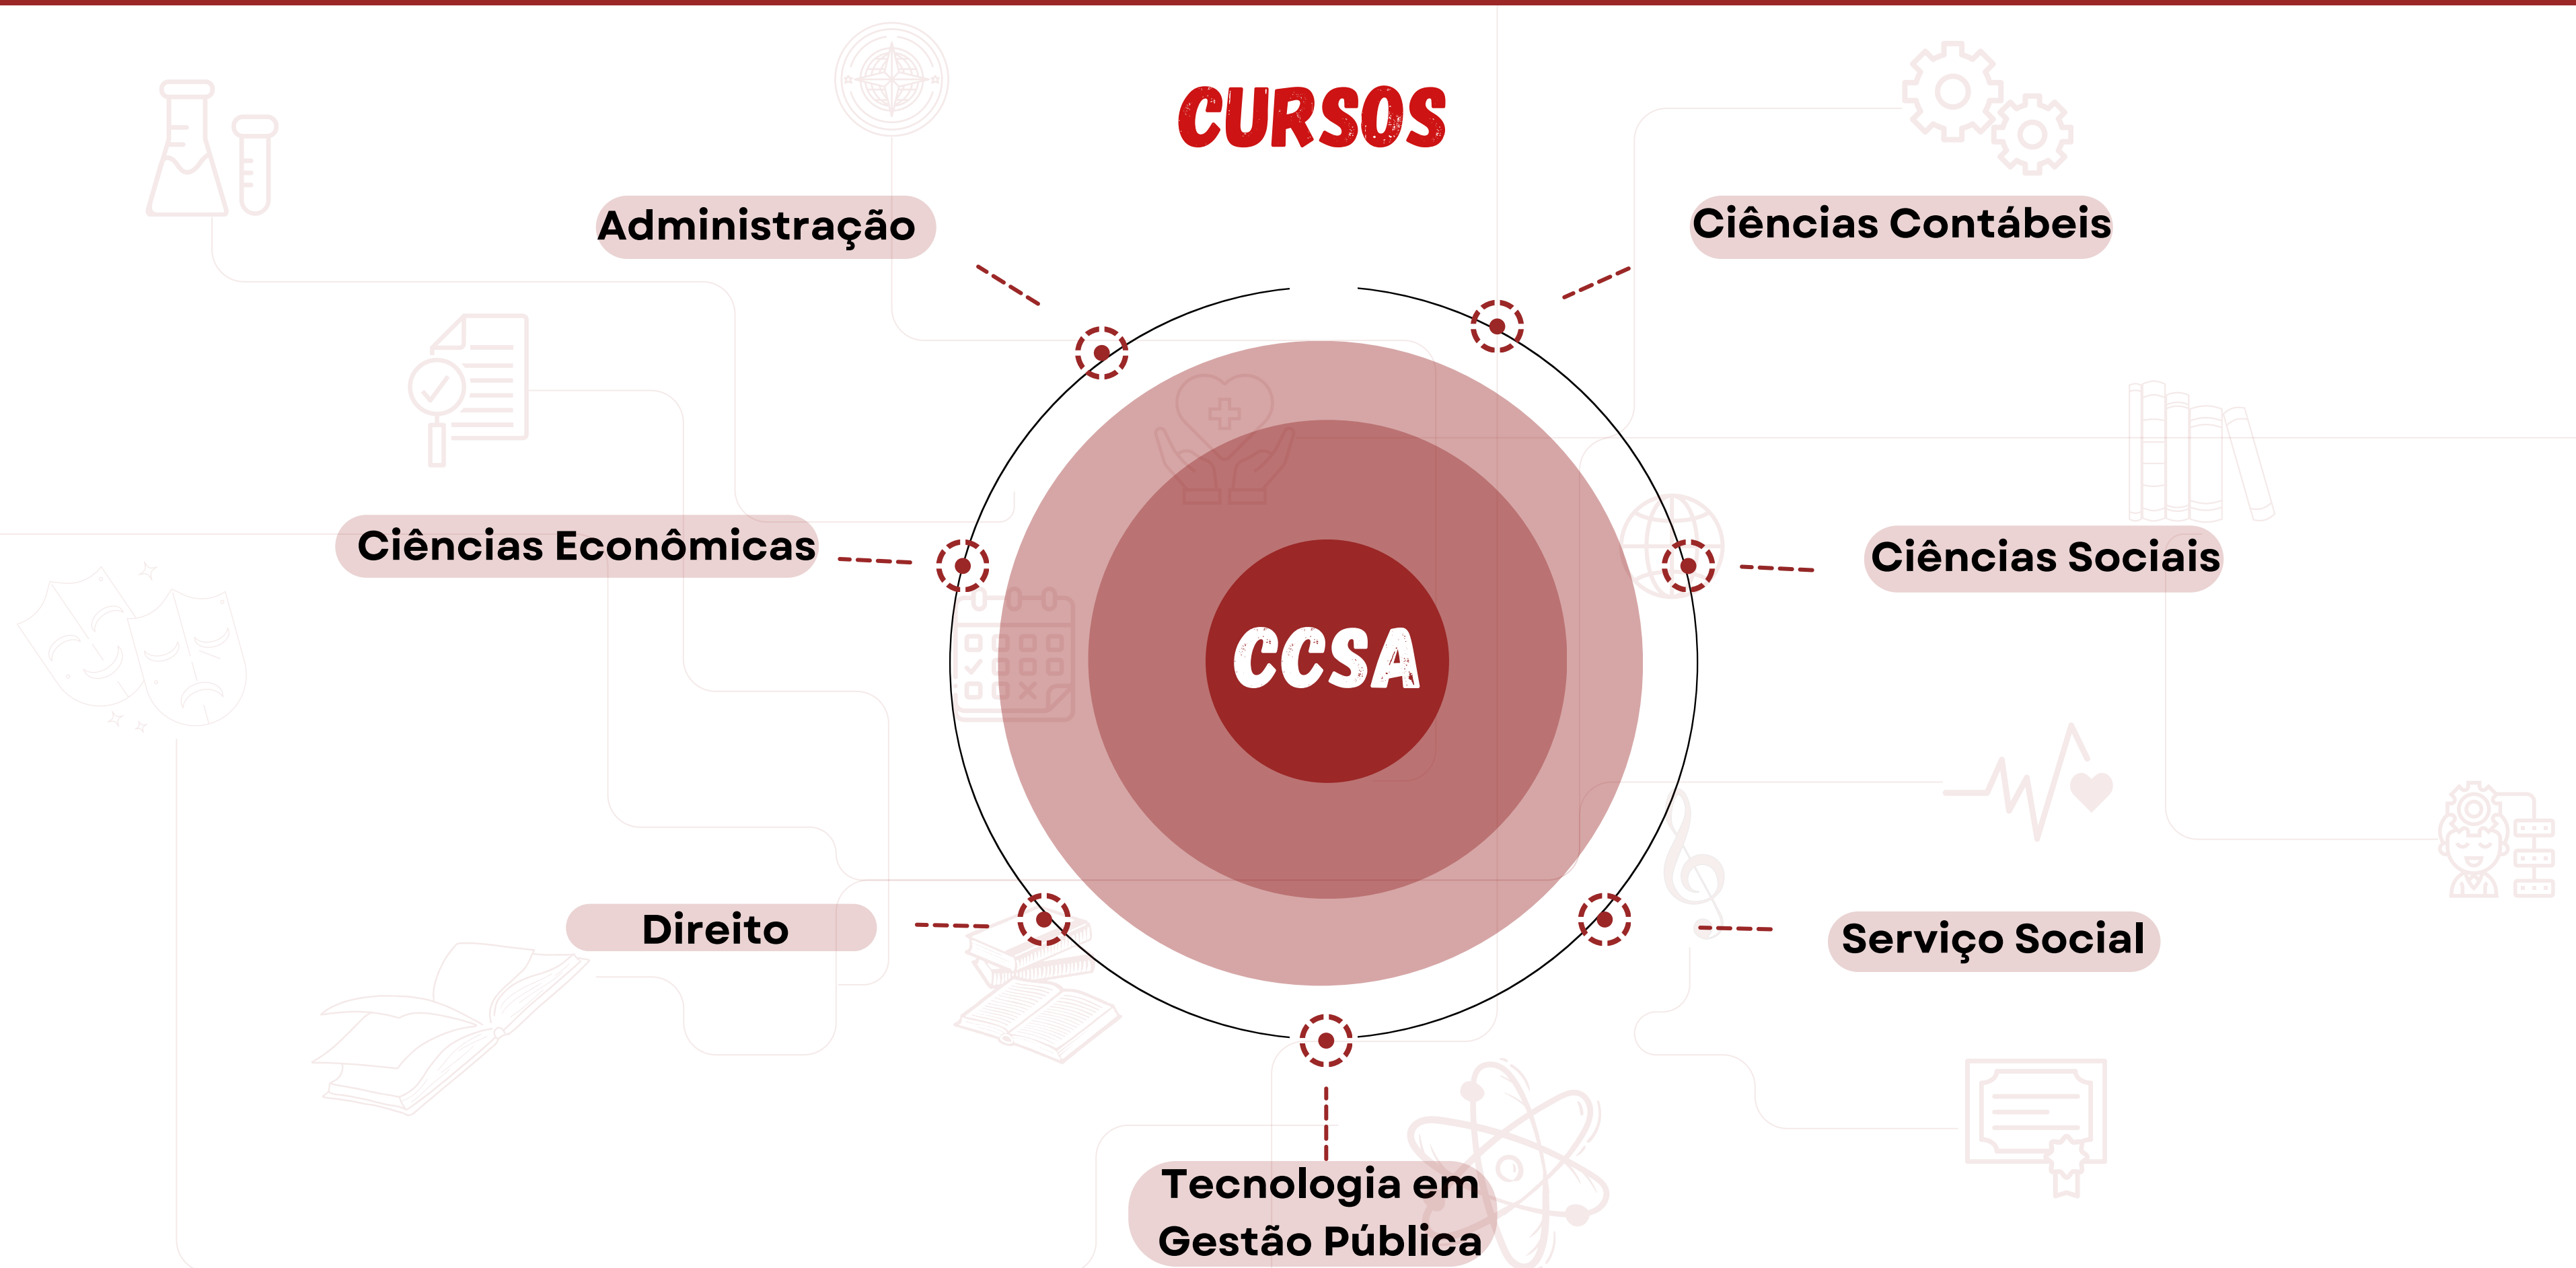 CURSOS
Administração
Ciências Contábeis
Ciências Econômicas
Ciências Sociais
CCSA
Direito
Serviço Social
Tecnologia em
Gestão Pública